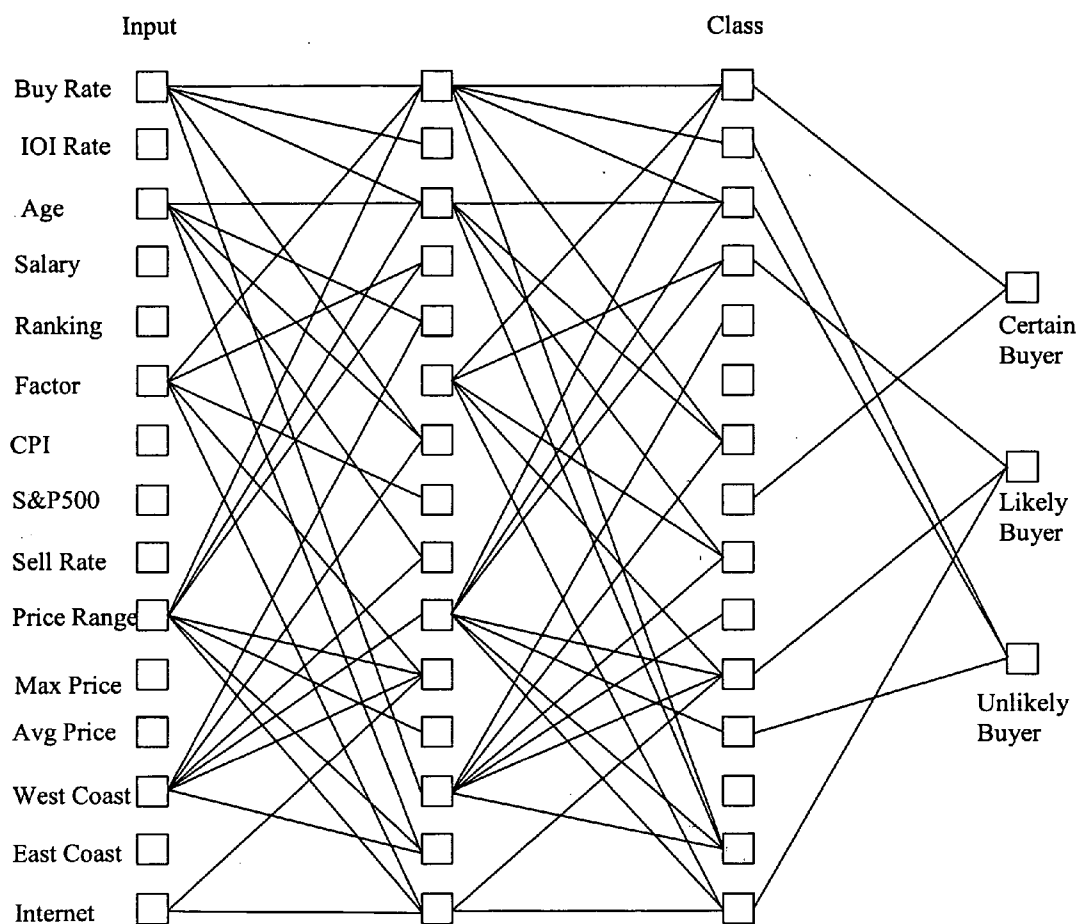 Input
Class
Buy Rate
IOI Rate
Age
Salary
Ranking
Factor
CPI
S&P500
Sell Rate
Price Range
Max Price
Avg Price
West Coast
East Coast
Internet
Certain
Buyer
Likely
Buyer
Unlikely
Buyer